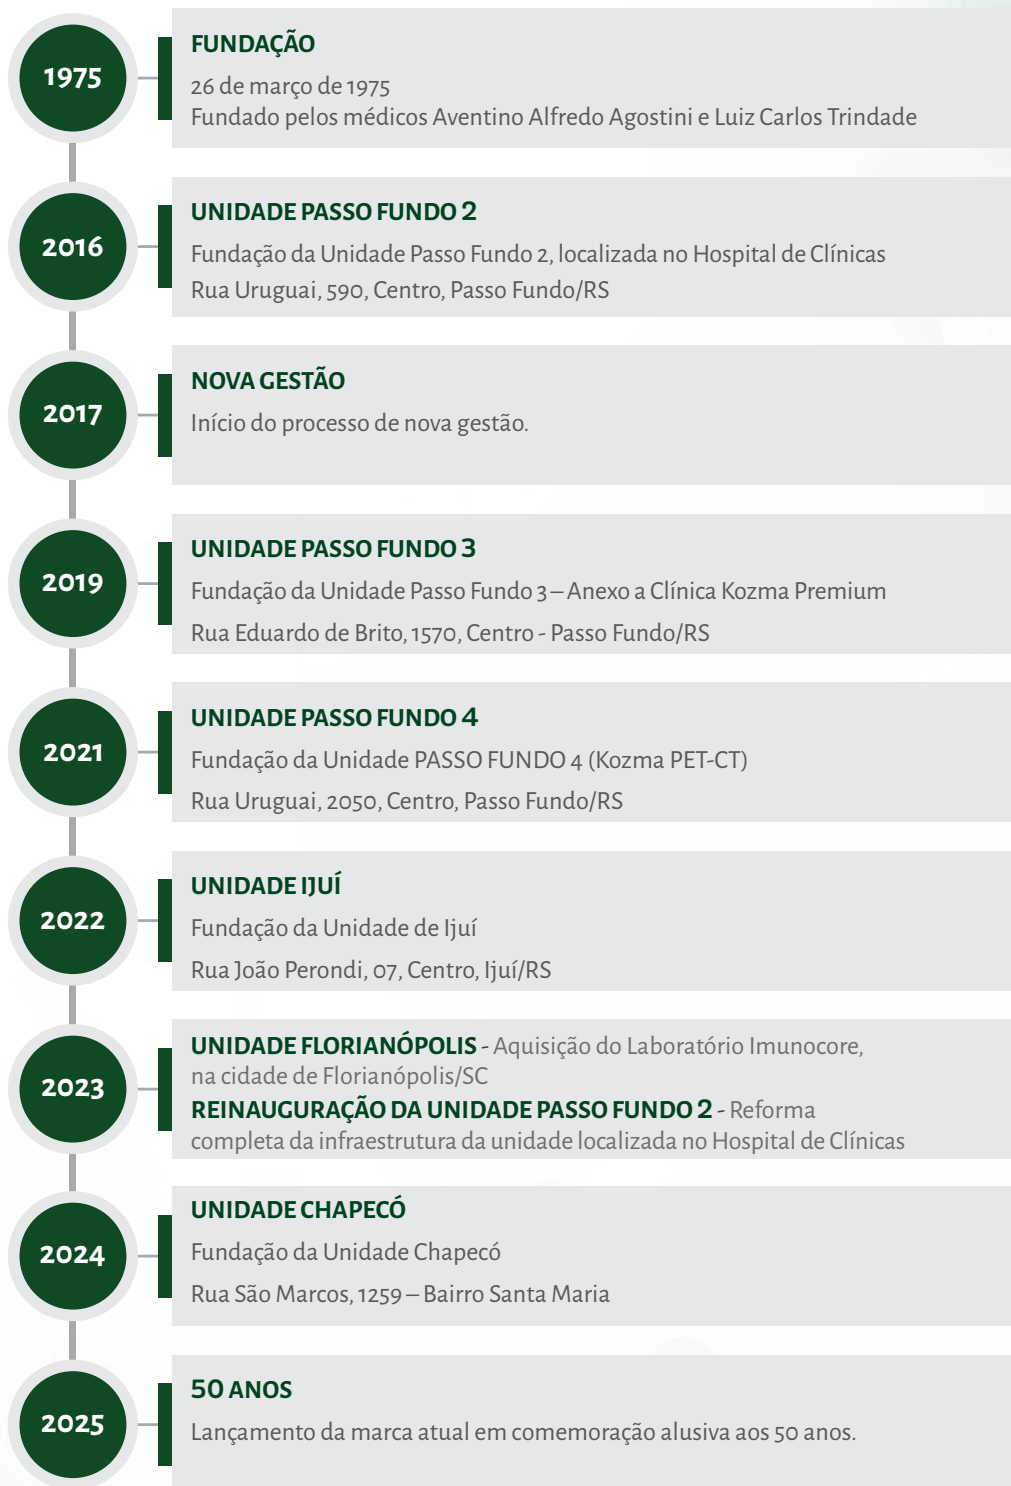 1975
FUNDAÇÃO
26 de março de 1975
Fundado pelos médicos Aventino Alfredo Agostini e Luiz Carlos Trindade
2016
UNIDADE PASSO FUNDO 2
Fundação da Unidade Passo Fundo 2, localizada no Hospital de Clínicas
Rua Uruguai, 590, Centro, Passo Fundo/RS
2017
NOVA GESTÃO
Início do processo de nova gestão.
2019
UNIDADE PASSO FUNDO 3
Fundação da Unidade Passo Fundo 3 – Anexo a Clínica Kozma Premium
Rua Eduardo de Brito, 1570, Centro - Passo Fundo/RS
2021
UNIDADE PASSO FUNDO 4
Fundação da Unidade PASSO FUNDO 4 (Kozma PET-CT)
Rua Uruguai, 2050, Centro, Passo Fundo/RS
2022
UNIDADE IJUÍ
Fundação da Unidade de Ijuí
Rua João Perondi, 07, Centro, Ijuí/RS
2023
UNIDADE FLORIANÓPOLIS - Aquisição do Laboratório Imunocore,
na cidade de Florianópolis/SC
REINAUGURAÇÃO DA UNIDADE PASSO FUNDO 2 - Reforma
completa da infraestrutura da unidade localizada no Hospital de Clínicas
2024
UNIDADE CHAPECÓ
Fundação da Unidade Chapecó
Rua São Marcos, 1259 – Bairro Santa Maria
2025
50 ANOS
Lançamento da marca atual em comemoração alusiva aos 50 anos.